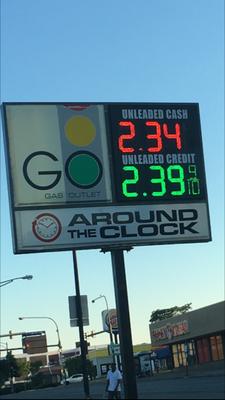 UNLEADED CASH
2.34
UNLEADED CREDIT
2.39 9/10
GO
GAS OUTLET
AROUND
THE CLOCK